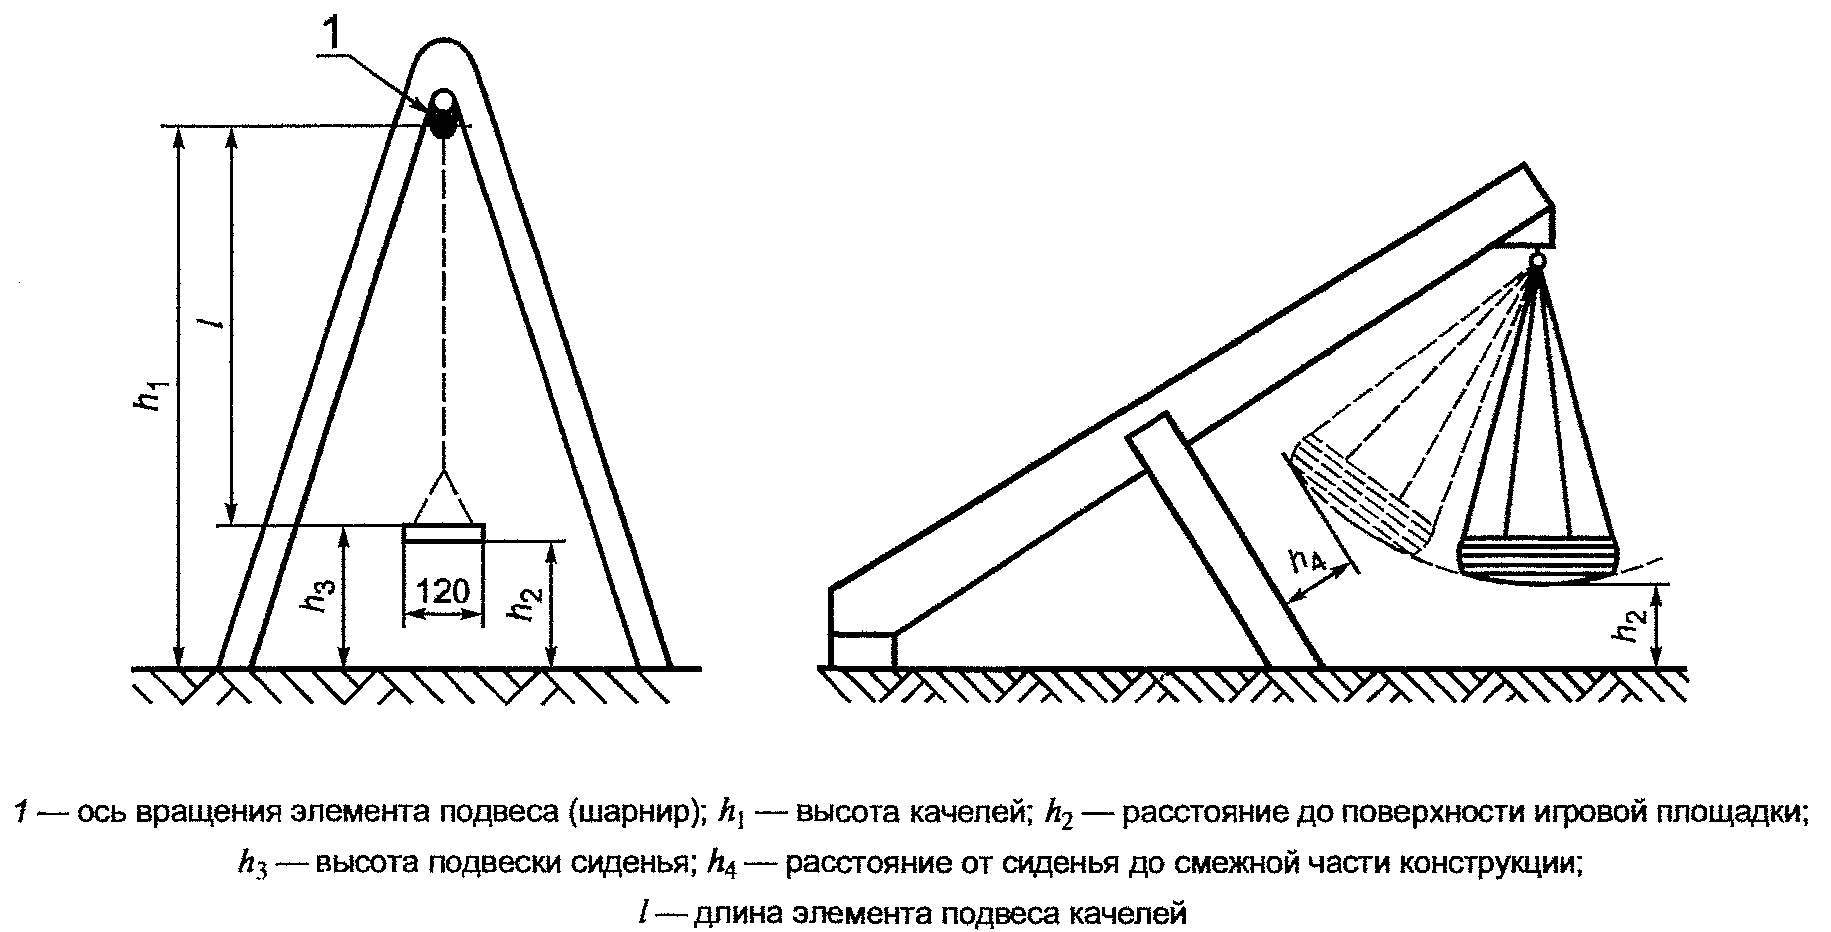 1
h1
l
h3
120
h2
h4
h2
1 — ось вращения элемента подвеса (шарнир); h1 — высота качелей; h2 — расстояние до поверхности игровой площадки;
h3 — высота подвески сиденья; h4 — расстояние от сиденья до смежной части конструкции;
l — длина элемента подвеса качелей